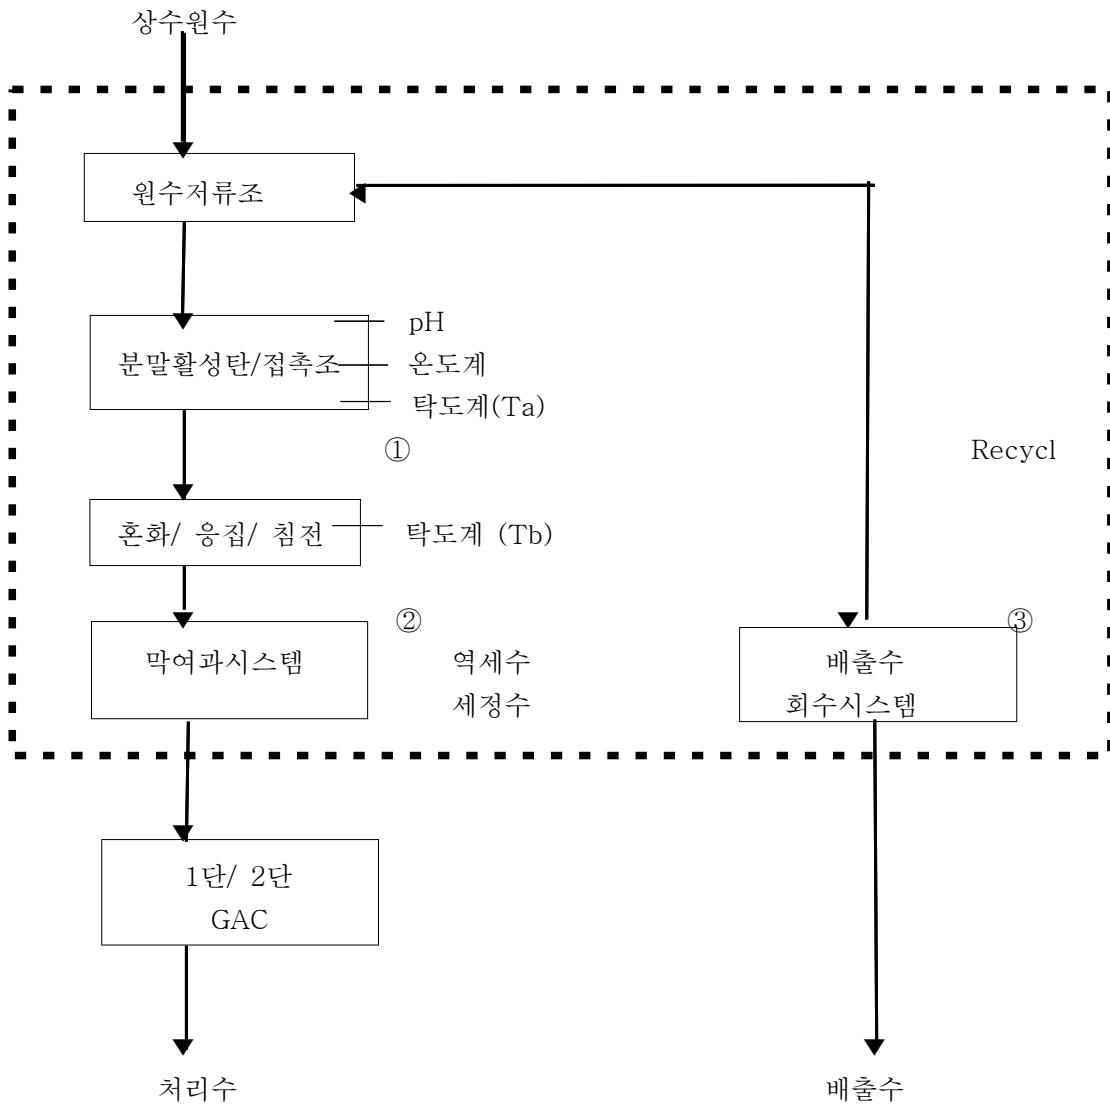 상수원수
원수저류조
pH
분말활성탄/접촉조
온도계
탁도계(Ta)
①
Recycl
혼화/ 응집/ 침전
탁도계 (Tb)
②
③
막여과시스템
역세수
세정수
배출수
회수시스템
1단/ 2단
GAC
처리수
배출수